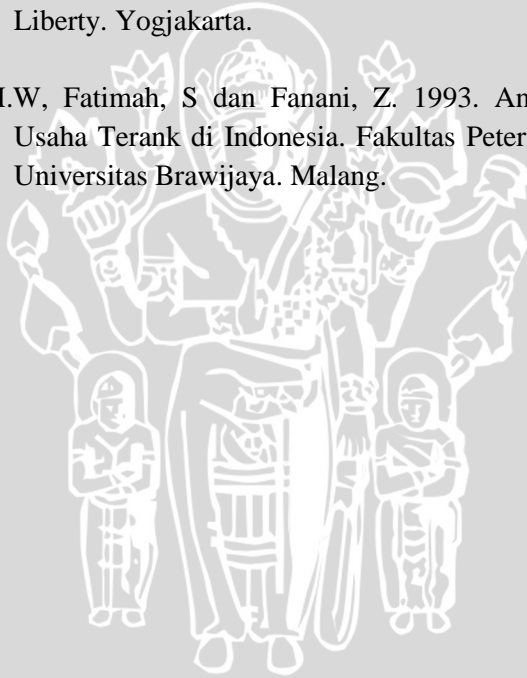 Liberty. Yogjakarta.
I.W, Fatimah, S dan Fanani, Z. 1993. An
Usaha Terank di Indonesia. Fakultas Peter
Universitas Brawijaya. Malang.